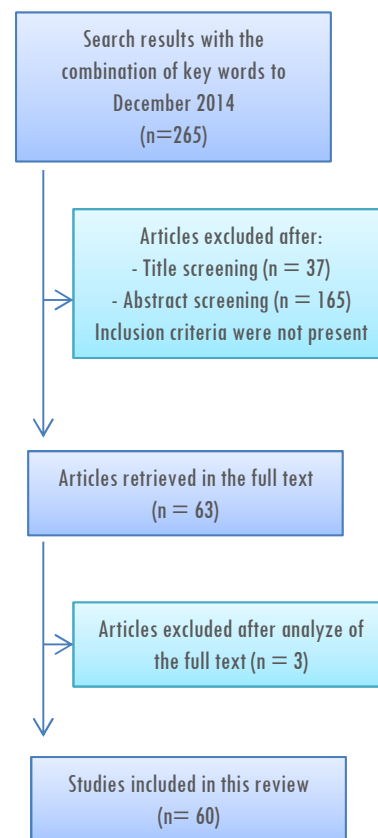 Search results with the
combination of key words to
December 2014
(n=265)
Articles excluded after:
- Title screening (n = 37)
- Abstract screening (n = 165)
Inclusion criteria were not present
Articles retrieved in the full text
(n = 63)
Articles excluded after analyze of
the full text (n = 3)
Studies included in this review
(n= 60)